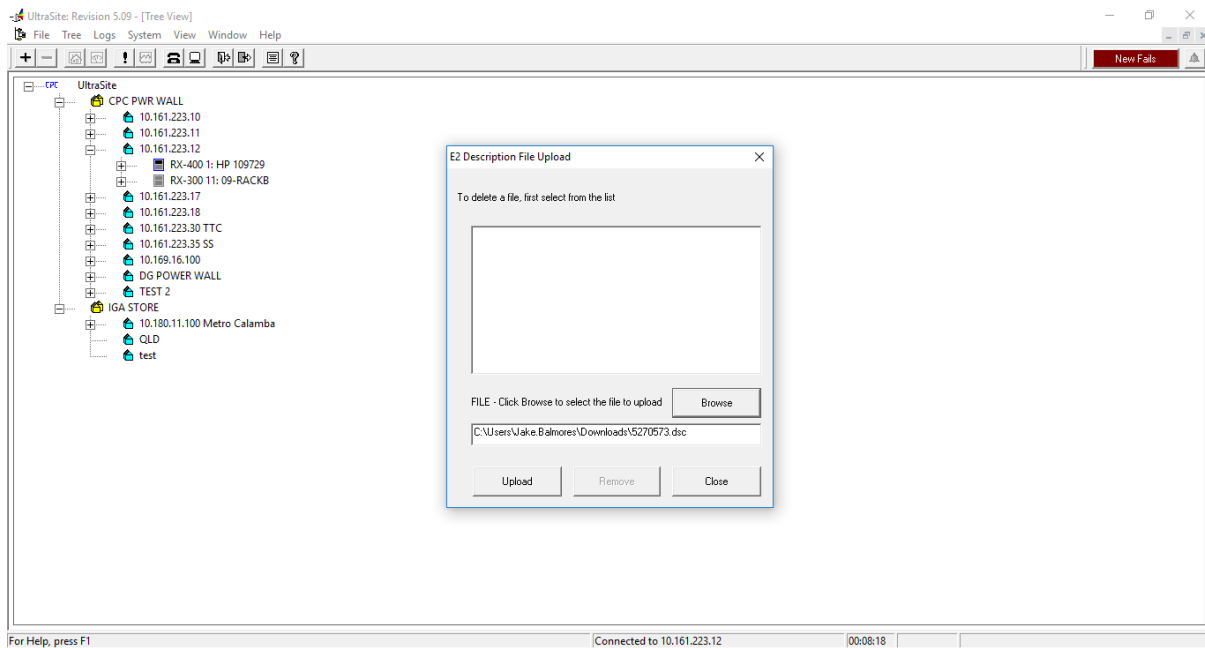 UltraSite: Revision 5.09 - [Tree View]
File Tree Logs System View Window Help
New Fails
CPC UltraSite
CPC PWR WALL
10.161.223.10
10.161.223.11
10.161.223.12
RX-400 1: HP 109729
RX-300 11: 09-RACKB
10.161.223.17
10.161.223.18
10.161.223.30 TTC
10.161.223.35 SS
10.169.16.100
DG POWER WALL
TEST 2
IGA STORE
10.180.11.100 Metro Calamba
QLD
test
E2 Description File Upload
To delete a file, first select from the list
FILE - Click Browse to select the file to upload Browse
C:\Users\Jake.Balmores\Downloads\5270573.dsc
Upload Remove Close
For Help, press F1 Connected to 10.161.223.12 00:08:18